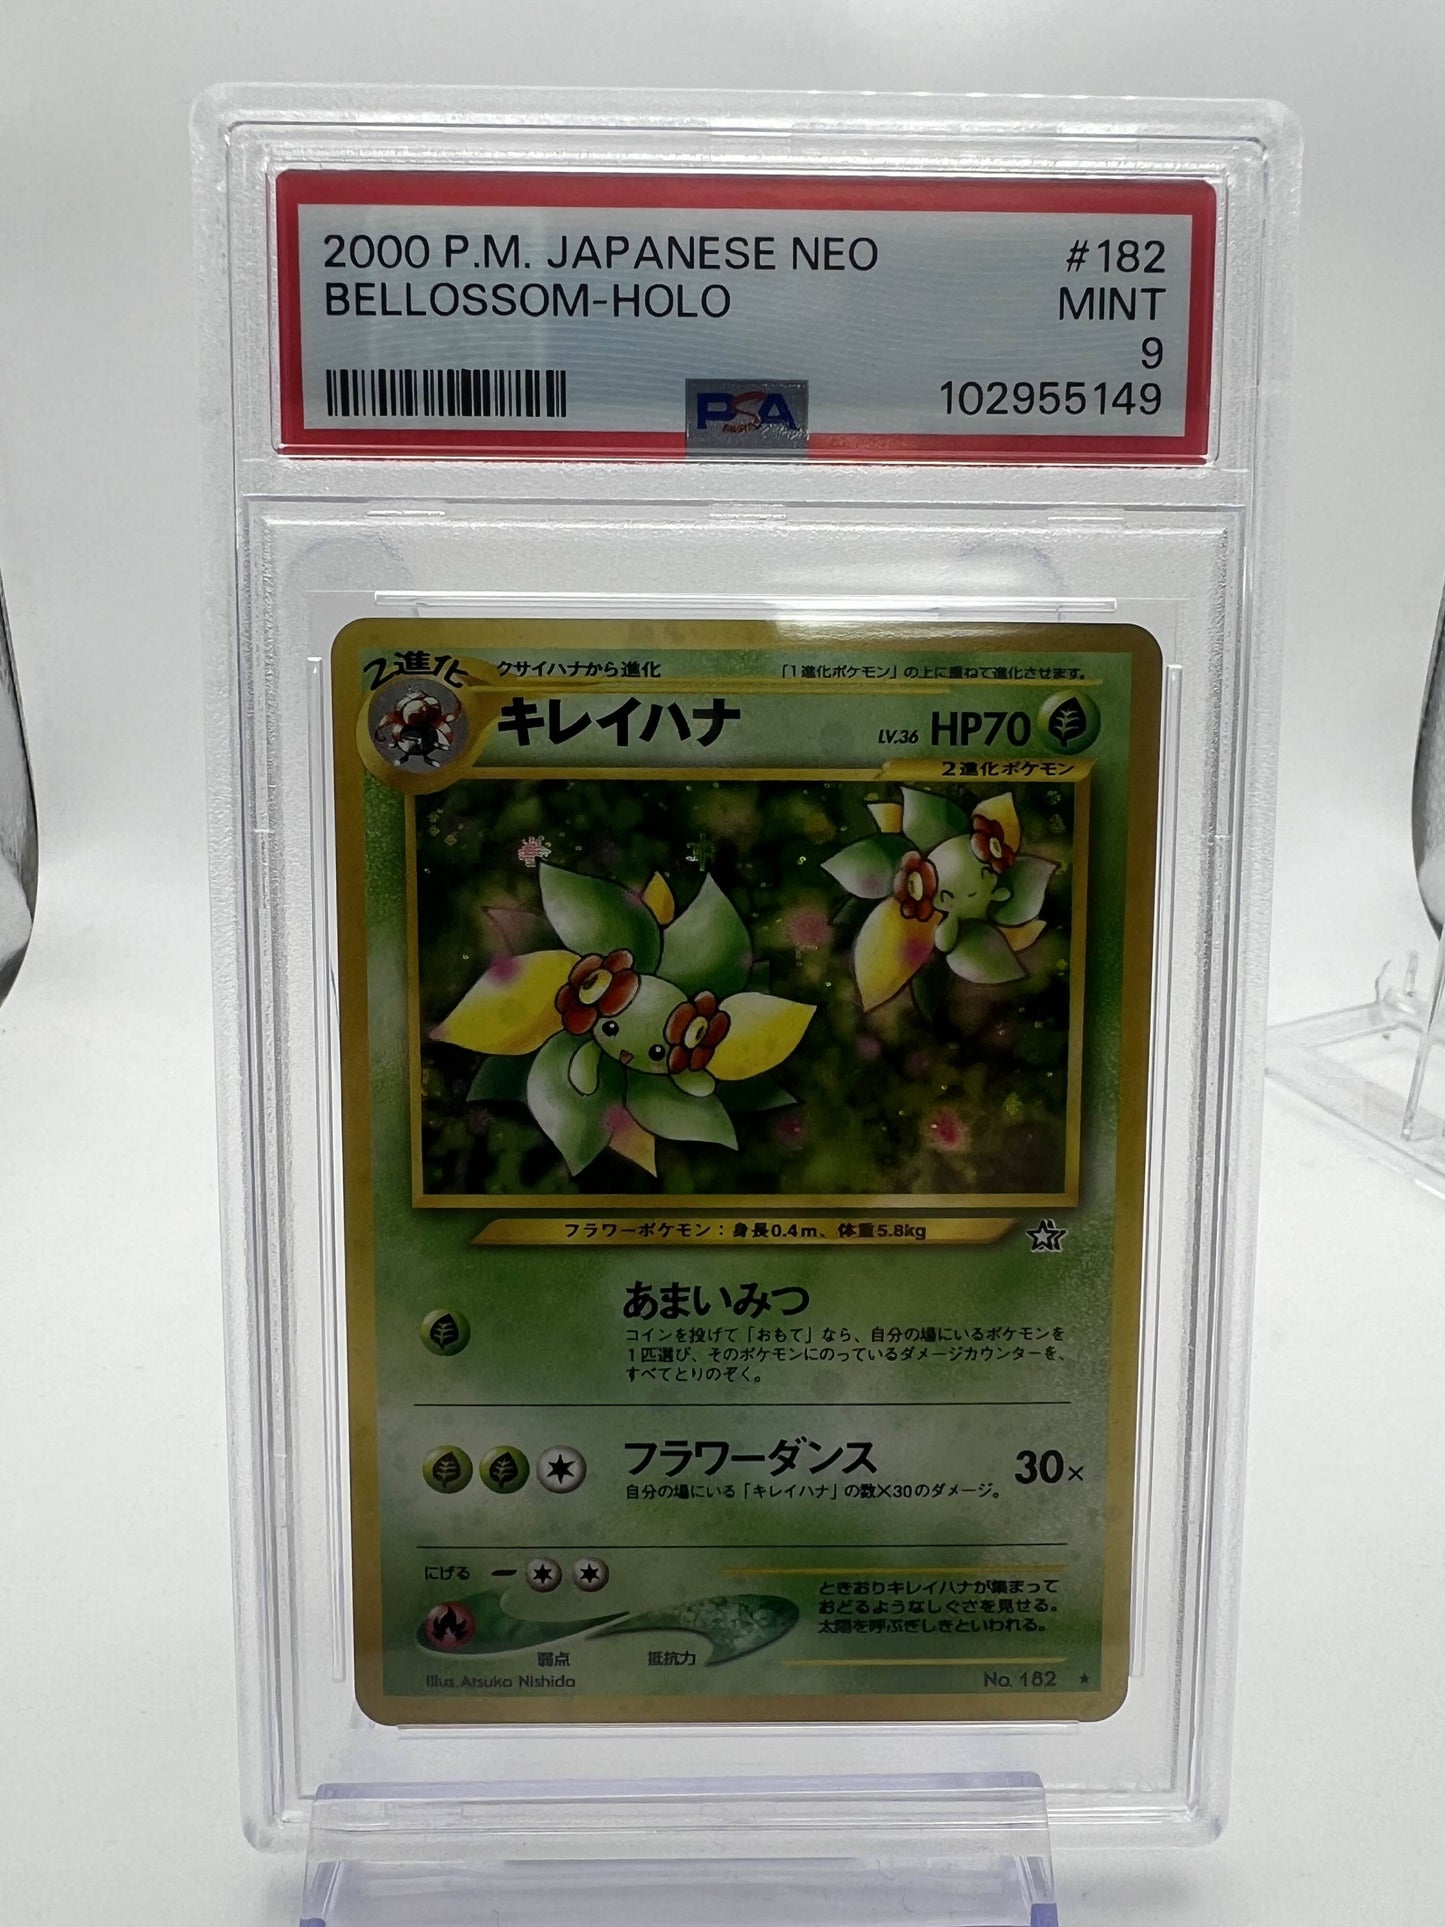 2000 P.M. JAPANESE NEO #182
BELLOSSOM-HOLO MINT
9
102955149
PSA
2進化
クサイハナから進化 「1進化ポケモン」の上に重ねて進化させます。
キレイハナ LV.36 HP70
2進化ポケモン
フラワーポケモン：身長0.4m、体重5.8kg
あまいみつ
コインを投げて「おもて」なら、自分の場にいるポケモンを
1匹選び、そのポケモンにのっているダメージカウンターを、
すべてとりのぞく。
フラワーダンス 30×
自分の場にいる「キレイハナ」の数×30のダメージ。
にげる
ときおりキレイハナが集まって
おどるようなしぐさを見せる。
太陽を呼ぶぎしきといわれる。
弱点 抵抗力
Illus. Atsuko Nishida No. 182 ★